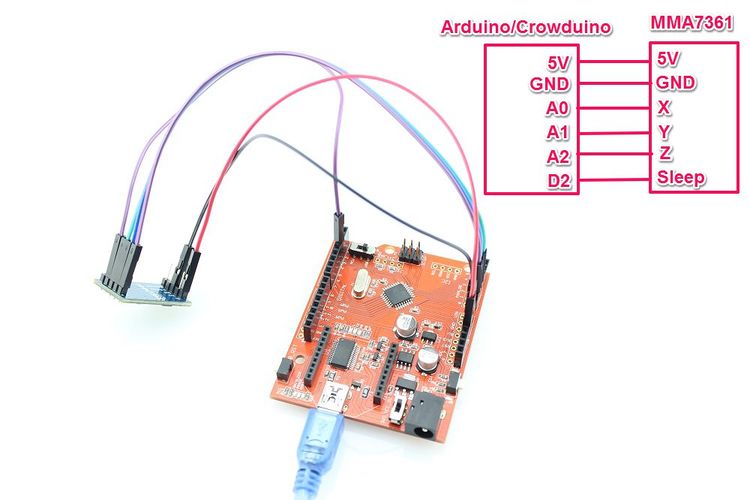 Arduino/Crowduino
MMA7361
5V
5V
GND
GND
A0
X
A1
Y
A2
Z
D2
Sleep